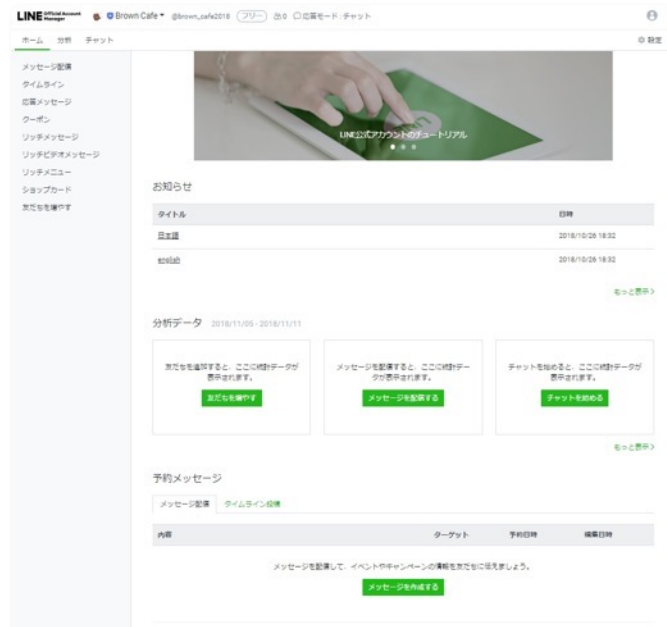 LINE Official Account Manager
Brown Cafe @brown_cafe2018 フリー 0 応答モード:チャット
ホーム 分析 チャット 設定
メッセージ配信
タイムライン
応答メッセージ
クーポン
リッチメッセージ
リッチビデオメッセージ
リッチメニュー
ショップカード
友だちを増やす
LINE公式アカウントのチュートリアル
お知らせ
タイトル 日時
日本語 2018/10/26 18:32
english 2018/10/26 18:32
もっと表示
分析データ 2018/11/05 - 2018/11/11
友だちを追加すると、ここに統計データが
表示されます。
友だちを増やす
メッセージを配信すると、ここに統計デー
タが表示されます。
メッセージを配信する
チャットを始めると、ここに統計データが
表示されます。
チャットを始める
もっと表示
予約メッセージ
メッセージ配信 タイムライン投稿
内容 ターゲット 予約日時 編集日時
メッセージを配信して、イベントやキャンペーンの情報を友だちに伝えましょう。
メッセージを作成する